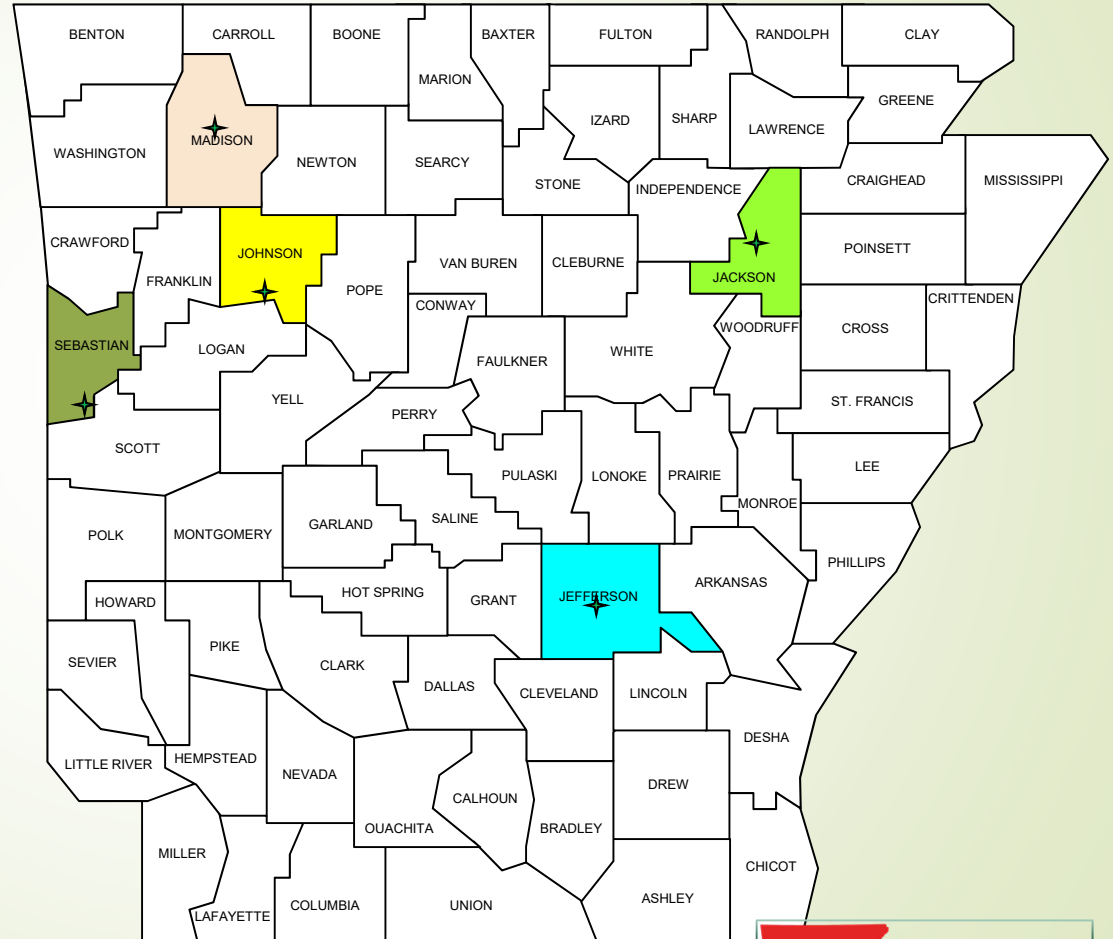 BENTON
CARROLL
BOONE
BAXTER
FULTON
RANDOLPH
CLAY
MARION
GREENE
IZARD
SHARP
LAWRENCE
WASHINGTON
MADISON
NEWTON
SEARCY
STONE
INDEPENDENCE
CRAIGHEAD
MISSISSIPPI
CRAWFORD
FRANKLIN
JOHNSON
POPE
VAN BUREN
CLEBURNE
JACKSON
POINSETT
CONWAY
CRITTENDEN
SEBASTIAN
LOGAN
FAULKNER
WHITE
WOODRUFF
CROSS
YELL
PERRY
ST. FRANCIS
SCOTT
PULASKI
LONOKE
PRAIRIE
LEE
MONROE
POLK
MONTGOMERY
GARLAND
SALINE
PHILLIPS
HOWARD
HOT SPRING
GRANT
JEFFERSON
ARKANSAS
SEVIER
PIKE
CLARK
DALLAS
CLEVELAND
LINCOLN
DESHA
LITTLE RIVER
HEMPSTEAD
NEVADA
CALHOUN
DREW
OUACHITA
BRADLEY
MILLER
CHICOT
LAFAYETTE
COLUMBIA
UNION
ASHLEY